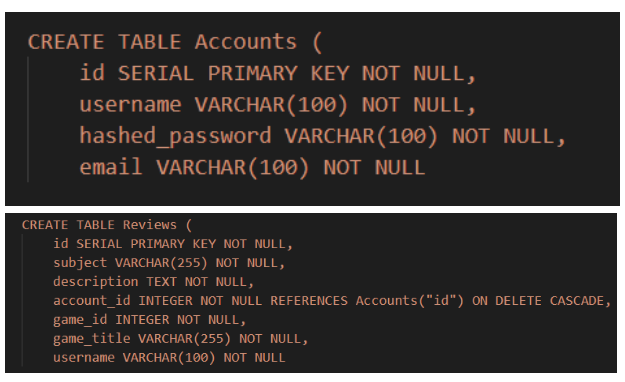 CREATE TABLE Accounts (
id SERIAL PRIMARY KEY NOT NULL,
username VARCHAR(100) NOT NULL,
hashed_password VARCHAR(100) NOT NULL,
email VARCHAR(100) NOT NULL
CREATE TABLE Reviews (
id SERIAL PRIMARY KEY NOT NULL,
subject VARCHAR(255) NOT NULL,
description TEXT NOT NULL,
account_id INTEGER NOT NULL REFERENCES Accounts("id") ON DELETE CASCADE,
game_id INTEGER NOT NULL,
game_title VARCHAR(255) NOT NULL,
username VARCHAR(100) NOT NULL